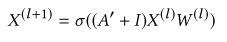 X^{(l+1)} = σ((A′ + I)X^{(l)}W^{(l)})